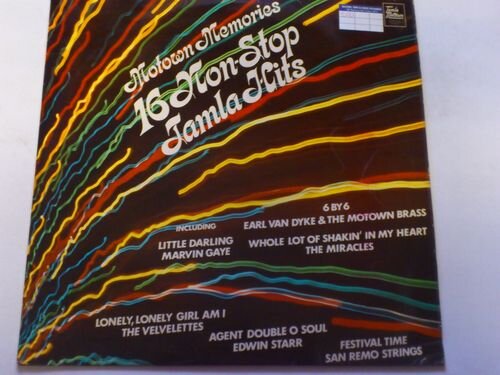 Motown Memories
16 Non-Stop
Tamla Hits
INCLUDING
LITTLE DARLING
MARVIN GAYE
6 BY 6
EARL VAN DYKE & THE MOTOWN BRASS
WHOLE LOT OF SHAKIN' IN MY HEART
THE MIRACLES
LONELY, LONELY GIRL AM I
THE VELVELETTES
AGENT DOUBLE O SOUL
EDWIN STARR
FESTIVAL TIME
SAN REMO STRINGS